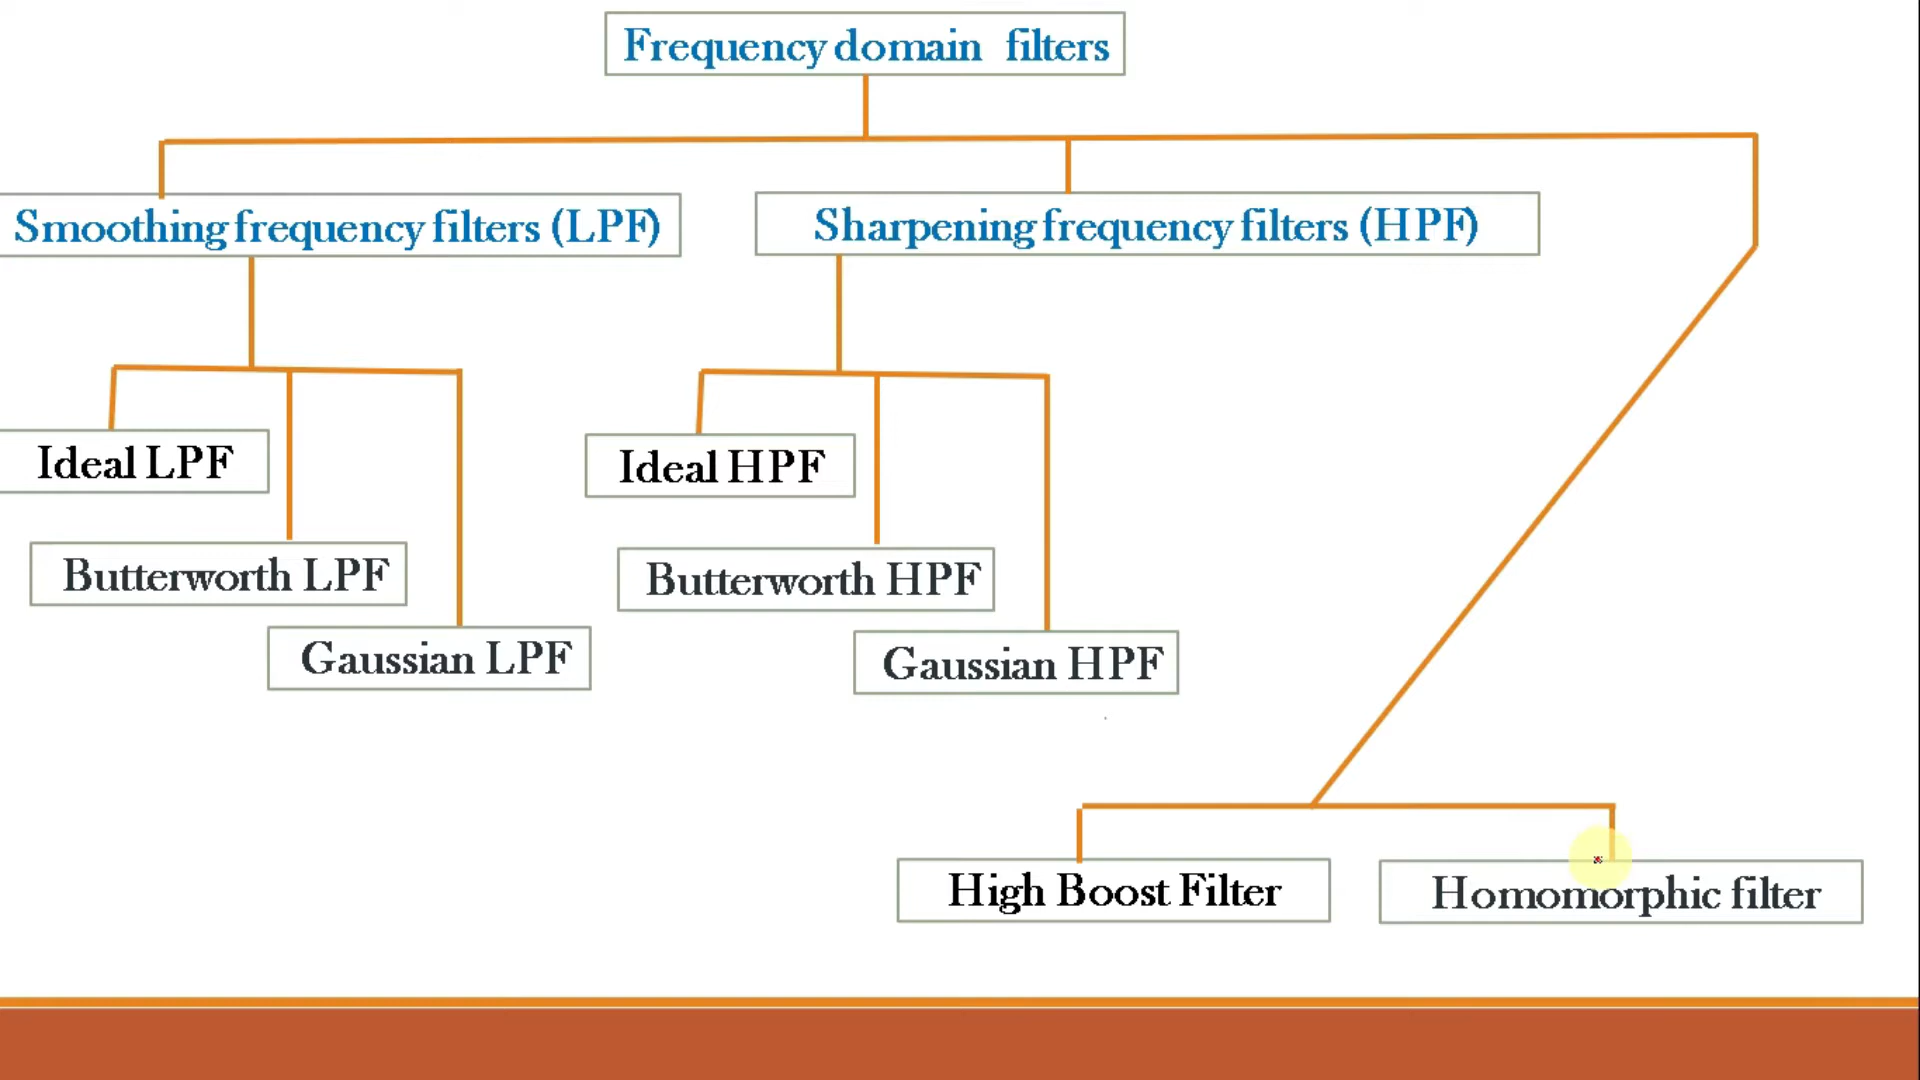 Frequency domain filters
Smoothing frequency filters (LPF)
Sharpening frequency filters (HPF)
Ideal LPF
Ideal HPF
Butterworth LPF
Butterworth HPF
Gaussian LPF
Gaussian HPF
High Boost Filter
Homomorphic filter